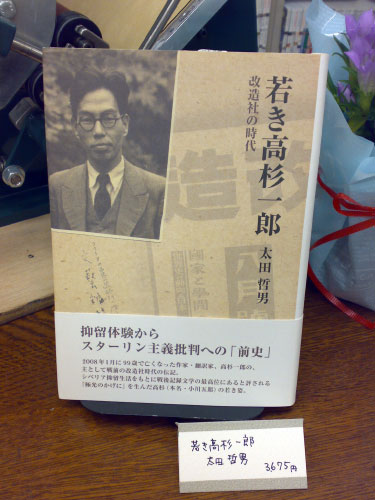 若き高杉一郎
改造社の時代
太田哲男
抑留体験から
スターリン主義批判への「前史」
2008年1月に99歳で亡くなった作家・翻訳家、高杉一郎の、
主として戦前の改造社時代の伝記。
シベリア抑留生活をもとに戦後記録文学の最高位にあると評される
『極光のかげに』を生んだ高杉(本名・小川五郎)の若き姿。
若き高杉一郎
太田哲男
3675円